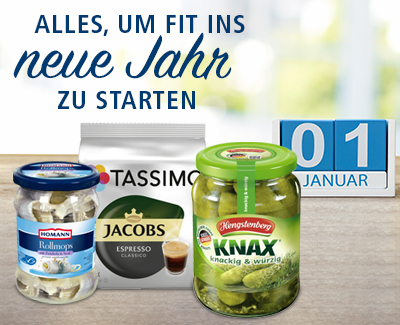 ALLES, UM FIT INS
neue Jahr
ZU STARTEN
TASSIMO
JACOBS
ESPRESSO
CLASSICO
HOMANN
Rollmops
Hengstenberg
KNAX
knackig & würzig
01
JANUAR